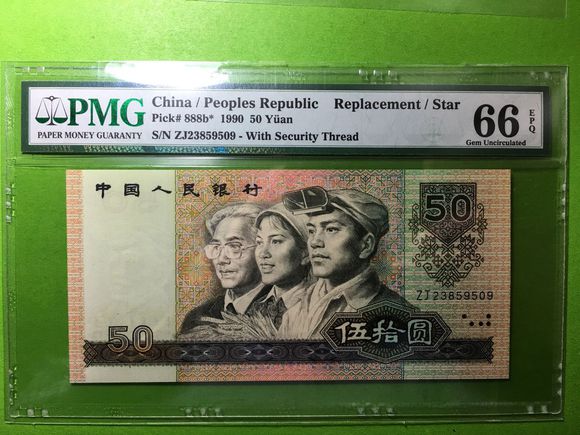 PMG
PAPER MONEY GUARANTY
China / Peoples Republic Replacement / Star
Pick# 888b* 1990 50 Yüan
S/N ZJ23859509 - With Security Thread
66 EPQ
Gem Uncirculated
中国人民银行
50
ZJ23859509
50
伍拾圆